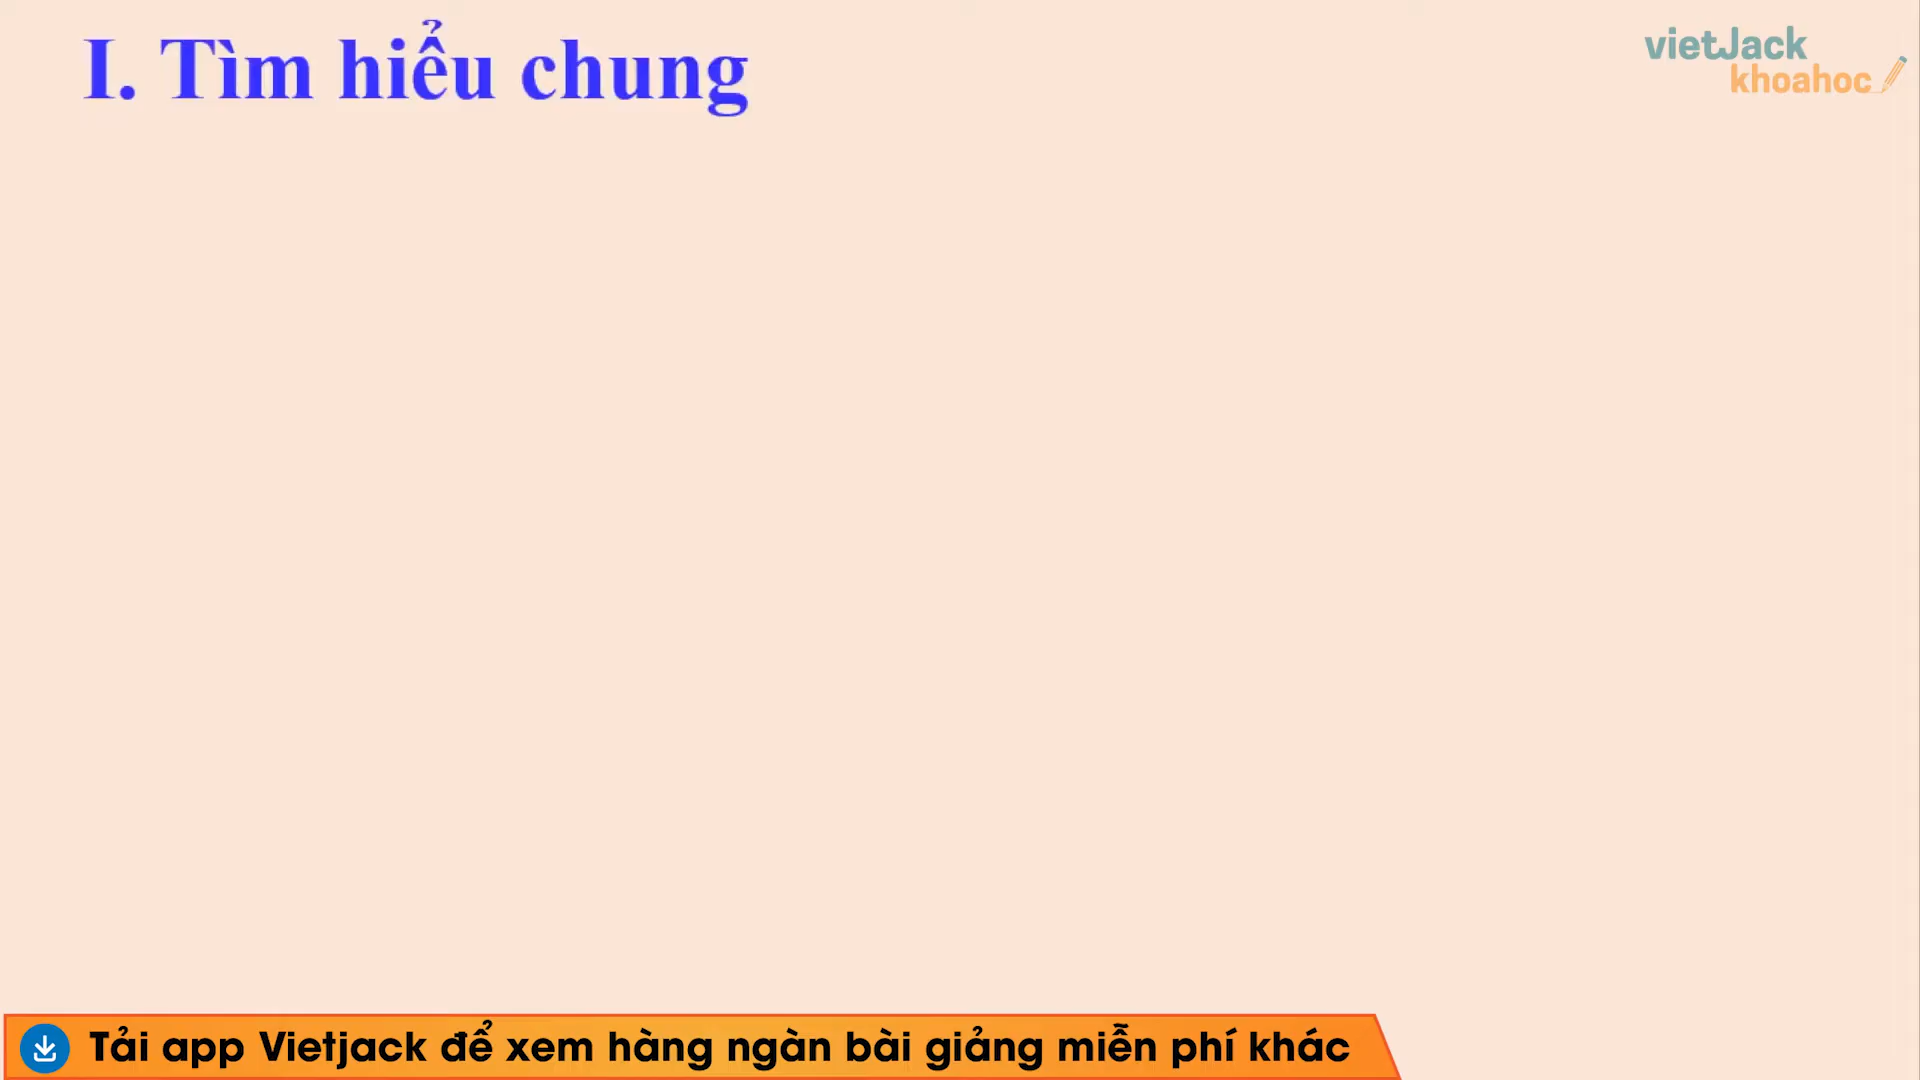 I. Tìm hiểu chung
vietJack
khoahoc
Tải app Vietjack để xem hàng ngàn bài giảng miễn phí khác